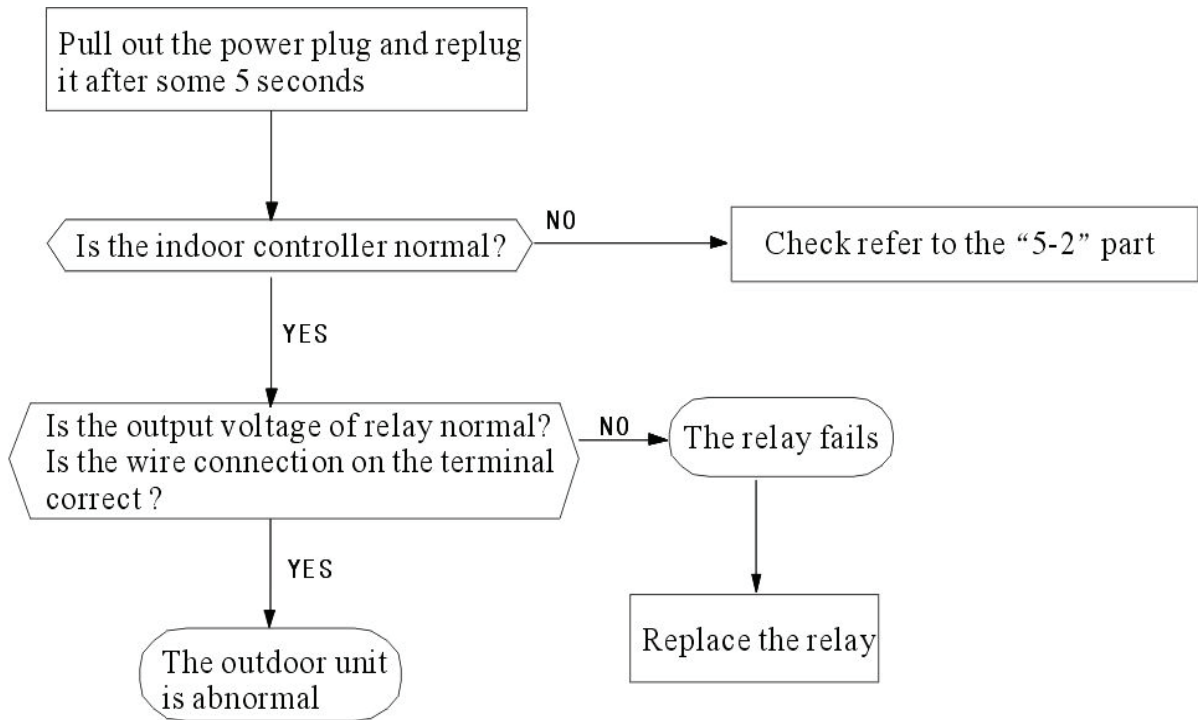 Pull out the power plug and replug
it after some 5 seconds
Is the indoor controller normal?
NO
Check refer to the “5-2” part
YES
Is the output voltage of relay normal?
Is the wire connection on the terminal
correct ?
NO
The relay fails
YES
Replace the relay
The outdoor unit
is abnormal